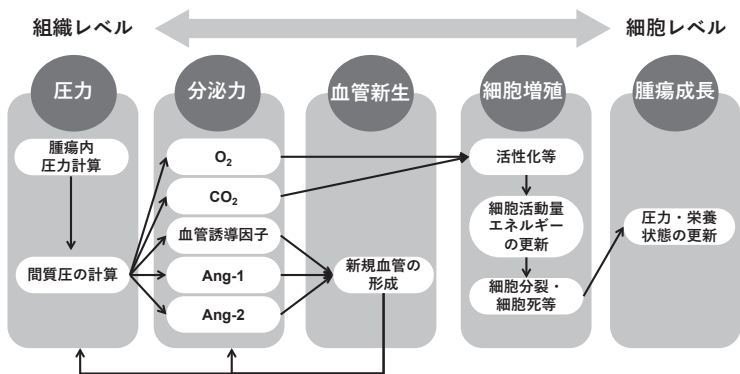 組織レベル
細胞レベル
圧力
分泌力
血管新生
細胞増殖
腫瘍成長
腫瘍内
圧力計算
間質圧の計算
O₂
CO₂
血管誘導因子
Ang-1
Ang-2
新規血管の
形成
活性化等
細胞活動量
エネルギー
の更新
細胞分裂・
細胞死等
圧力・栄養
状態の更新